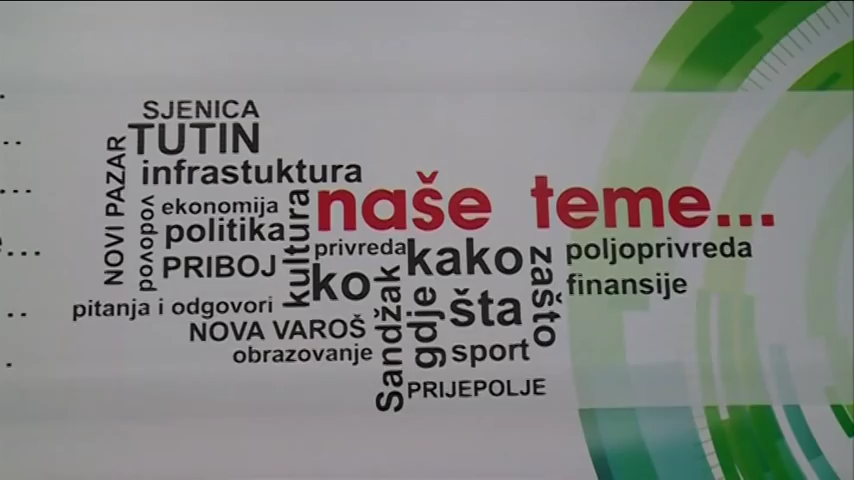 SJENICA
TUTIN
NOVI PAZAR
infrastuktura
vodovod
ekonomija
kultura
naše teme...
politika
privreda
kako
zašto
poljoprivreda
PRIBOJ
ko
Sandžak
gdje
šta
finansije
pitanja i odgovori
NOVA VAROŠ
obrazovanje
sport
PRIJEPOLJE